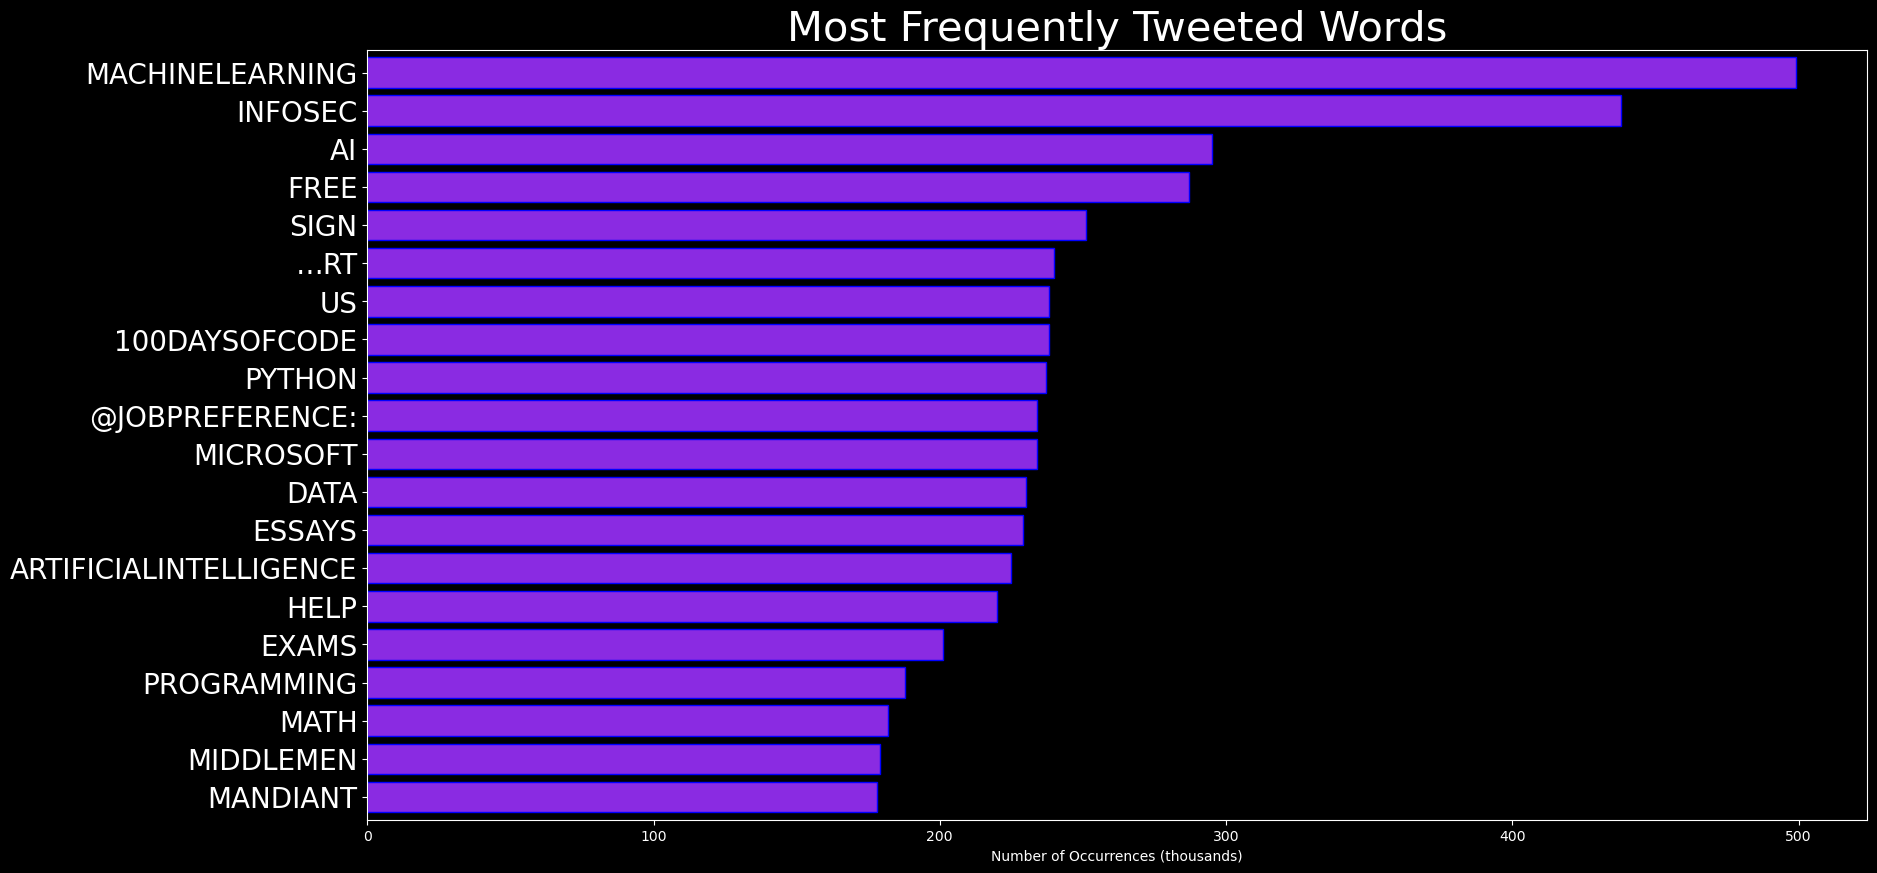 Most Frequently Tweeted Words
MACHINELEARNING
INFOSEC
AI
FREE
SIGN
…RT
US
100DAYSOFCODE
PYTHON
@JOBPREFERENCE:
MICROSOFT
DATA
ESSAYS
ARTIFICIALINTELLIGENCE
HELP
EXAMS
PROGRAMMING
MATH
MIDDLEMEN
MANDIANT
0 100 200 300 400 500
Number of Occurrences (thousands)